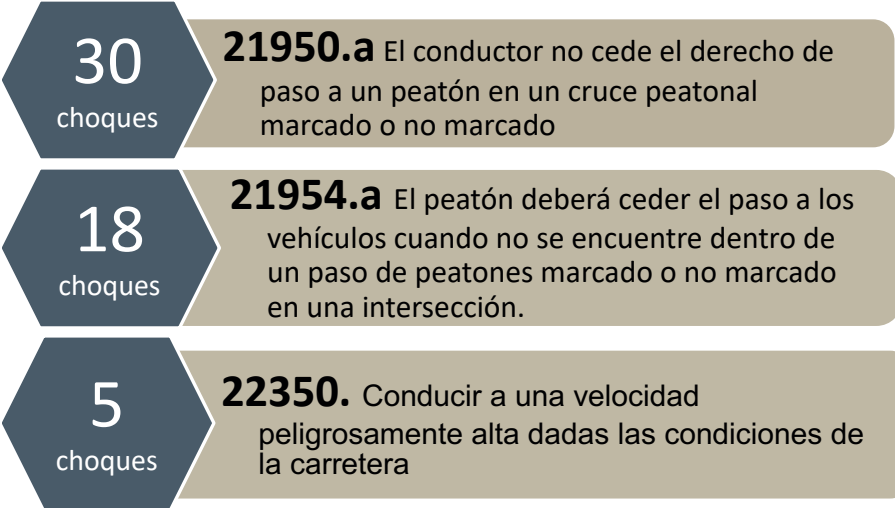 30
choques
21950.a El conductor no cede el derecho de
paso a un peatón en un cruce peatonal
marcado o no marcado
18
choques
21954.a El peatón deberá ceder el paso a los
vehículos cuando no se encuentre dentro de
un paso de peatones marcado o no marcado
en una intersección.
5
choques
22350. Conducir a una velocidad
peligrosamente alta dadas las condiciones de
la carretera